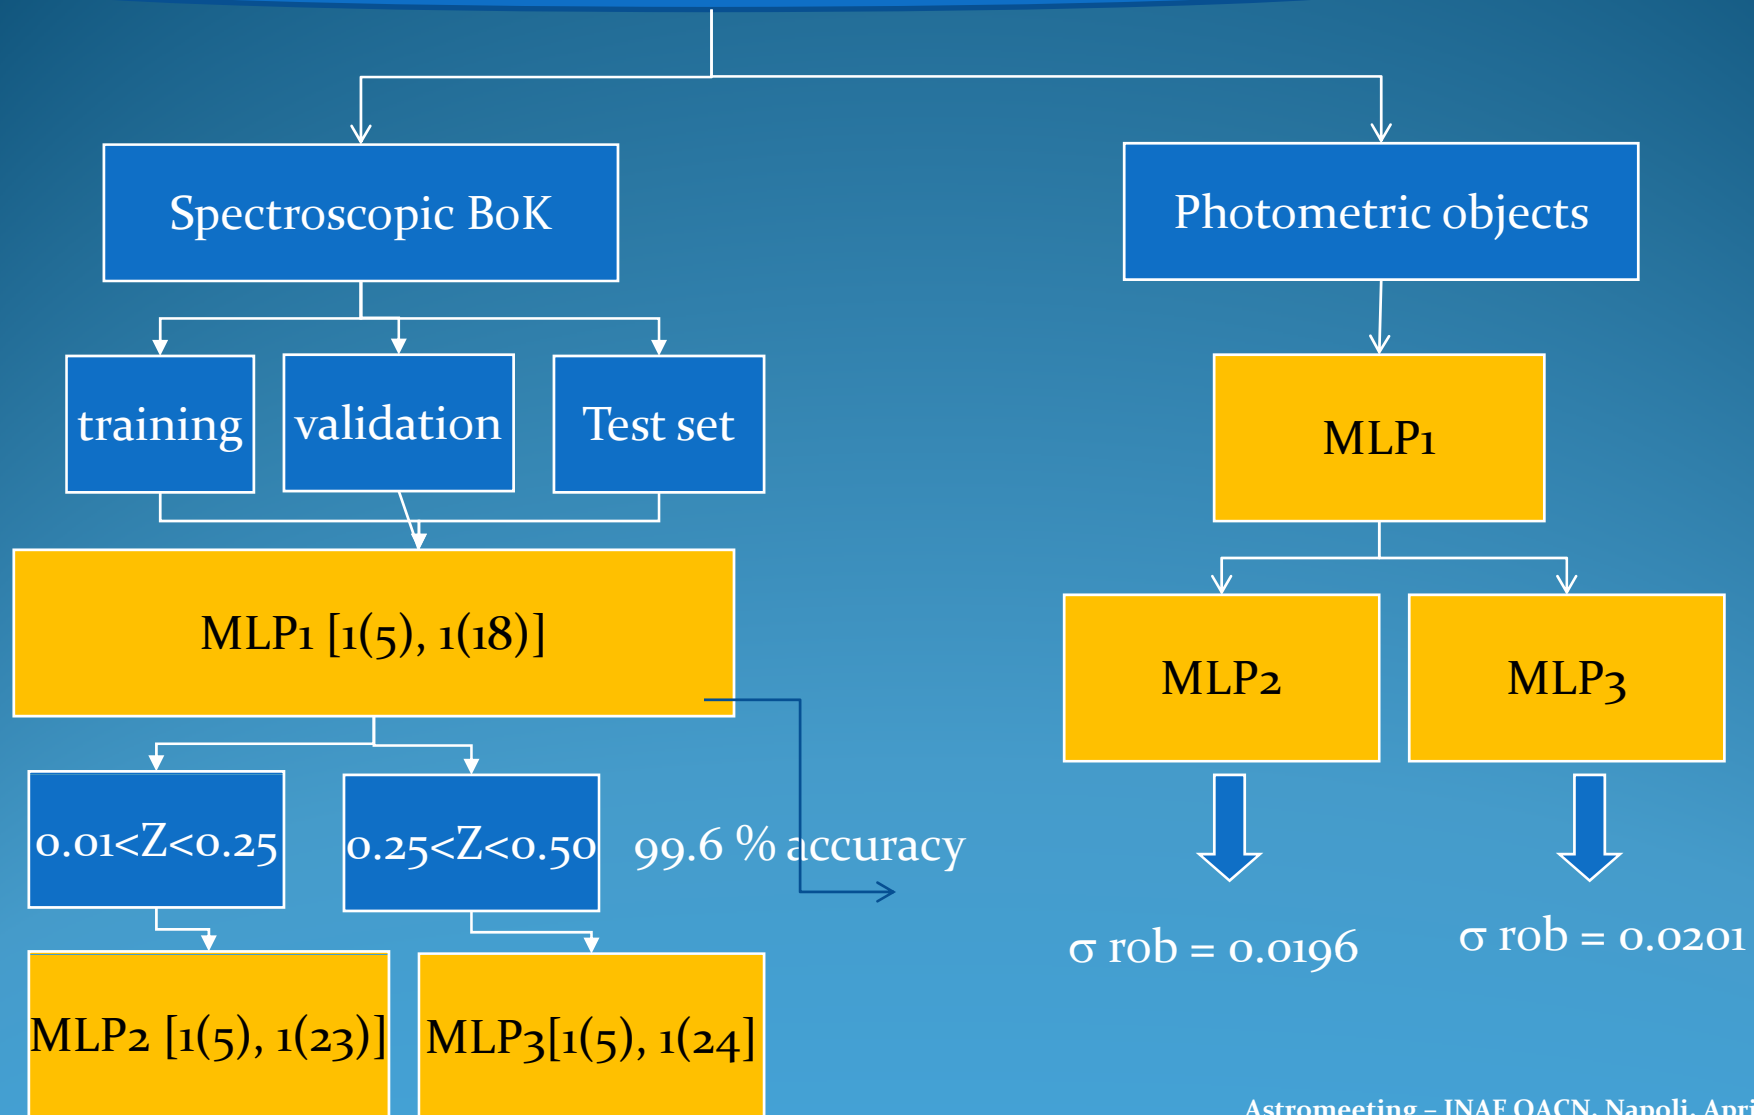 Spectroscopic BoK
Photometric objects
training
validation
Test set
MLP1
MLP1 [1(5), 1(18)]
MLP2
MLP3
0.01<Z<0.25
0.25<Z<0.50
99.6 % accuracy
σ rob = 0.0196
σ rob = 0.0201
MLP2 [1(5), 1(23)]
MLP3[1(5), 1(24]
Astromeeting – INAF OACN, Napoli, Apri